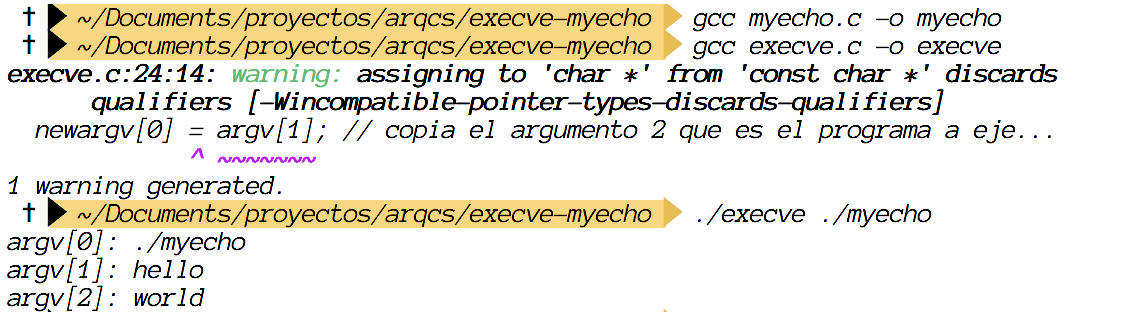 † ~/Documents/proyectos/arqcs/execve-myecho gcc myecho.c -o myecho
† ~/Documents/proyectos/arqcs/execve-myecho gcc execve.c -o execve
execve.c:24:14: warning: assigning to 'char *' from 'const char *' discards
qualifiers [-Wincompatible-pointer-types-discards-qualifiers]
newargv[0] = argv[1]; // copia el argumento 2 que es el programa a eje...
^ ~~~~~~~
1 warning generated.
† ~/Documents/proyectos/arqcs/execve-myecho ./execve ./myecho
argv[0]: ./myecho
argv[1]: hello
argv[2]: world